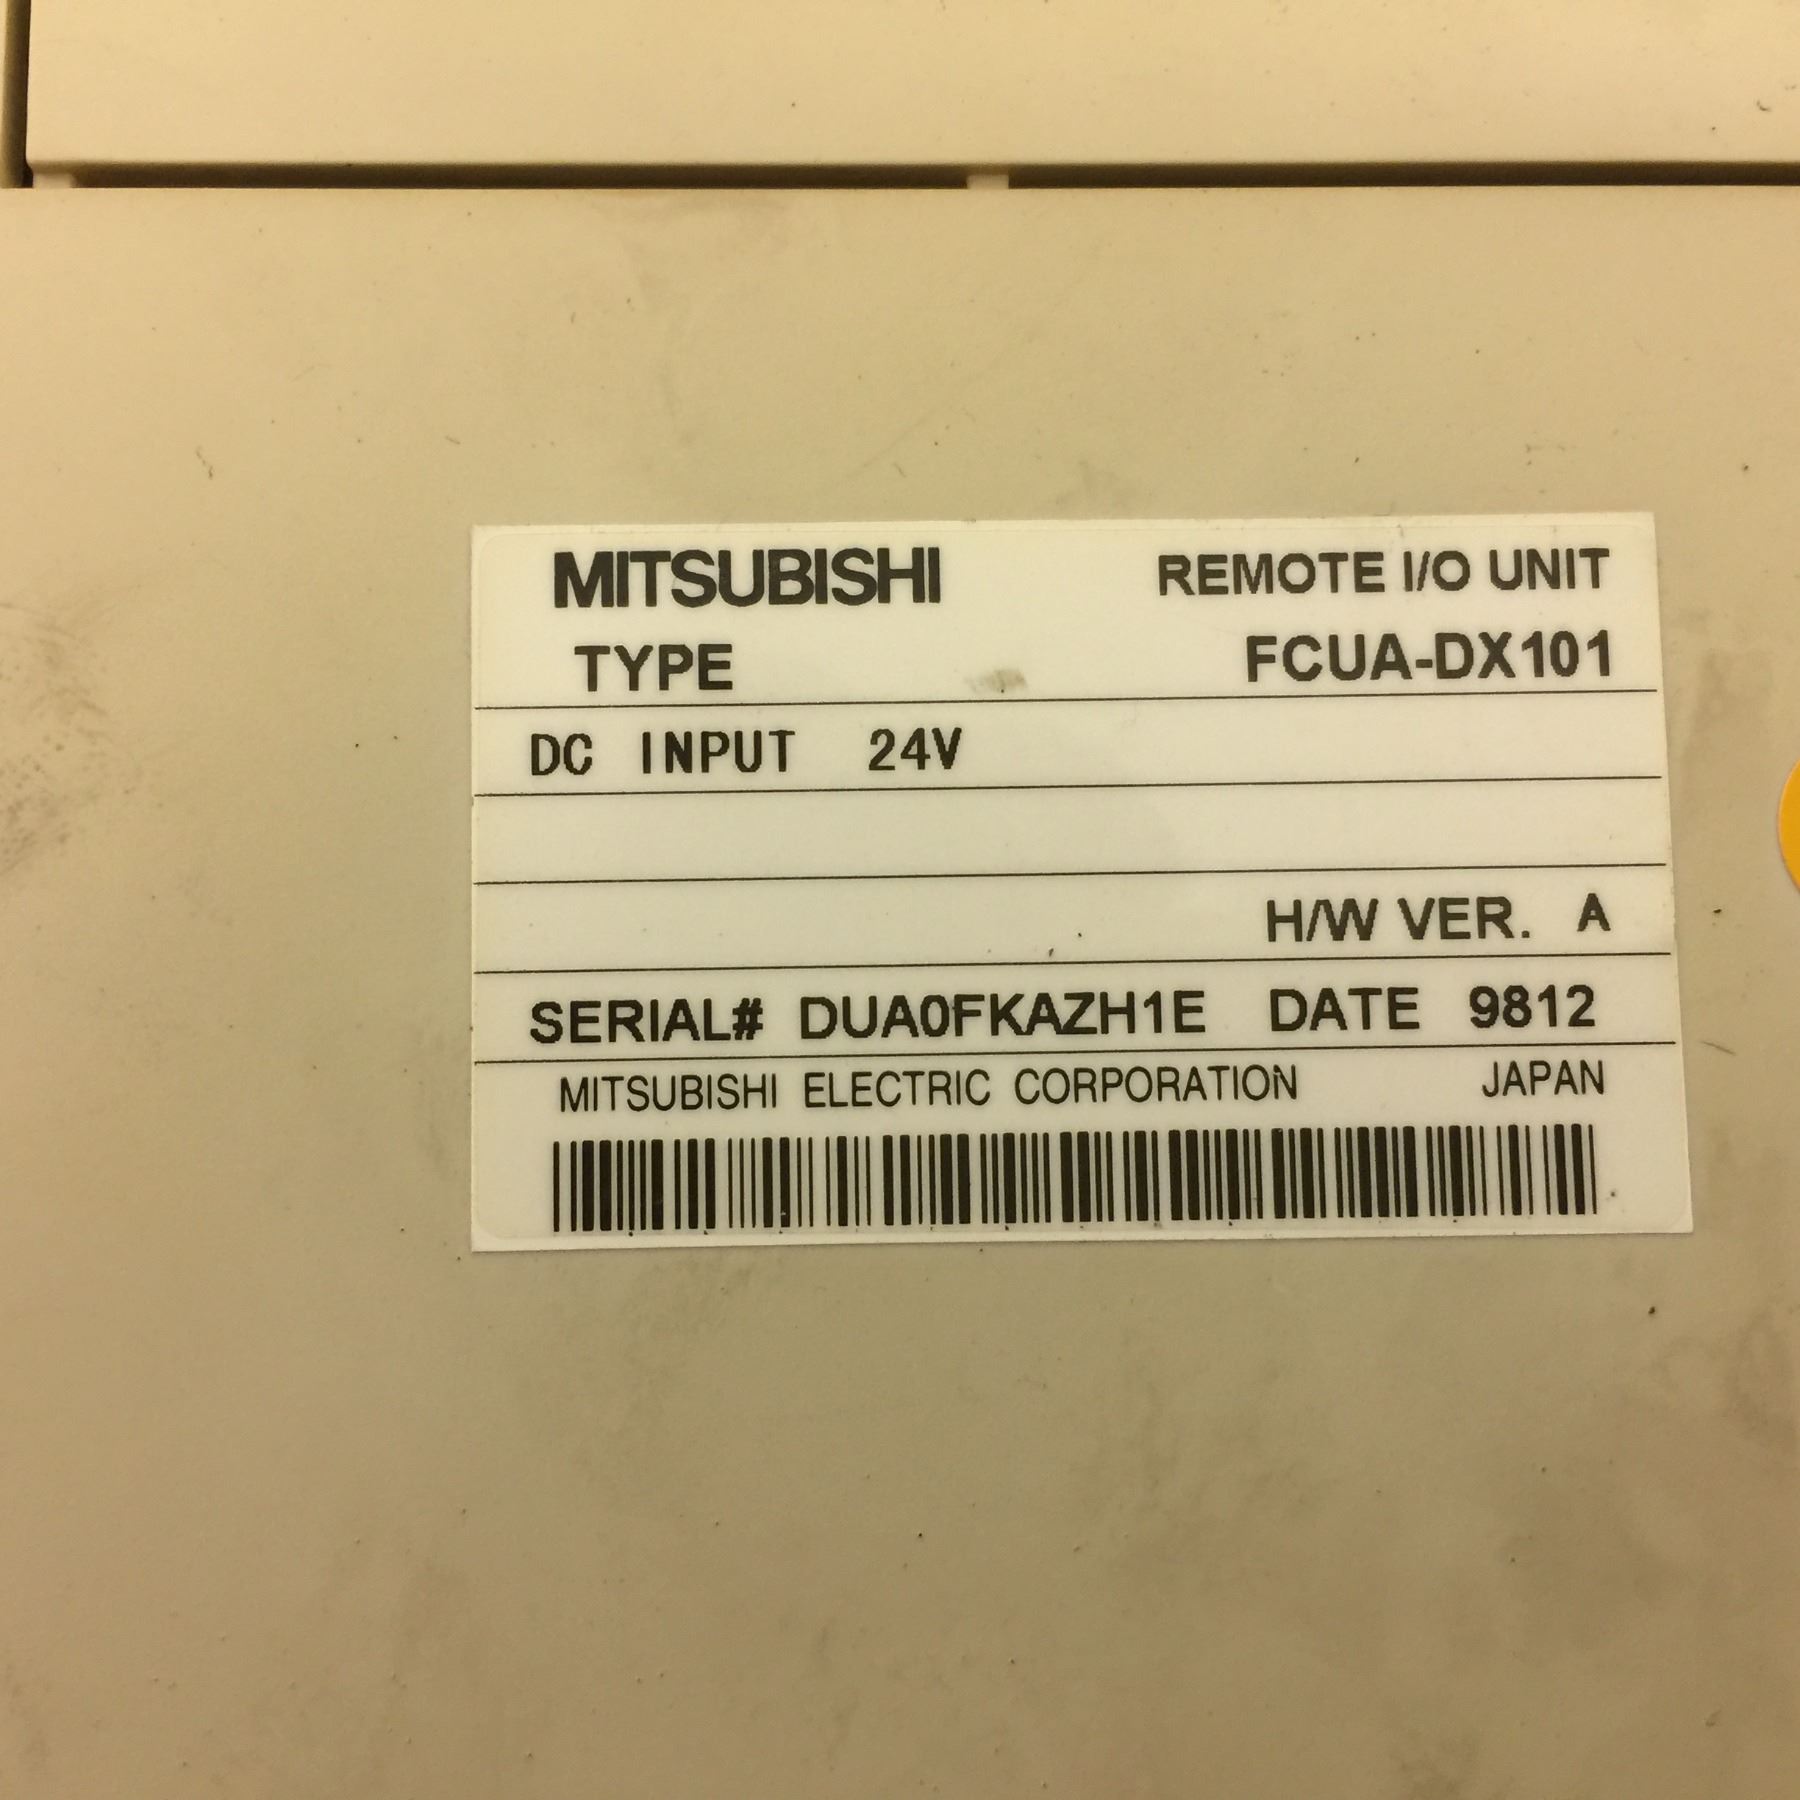 MITSUBISHI REMOTE I/O UNIT
TYPE FCUA-DX101
DC INPUT 24V
H/W VER. A
SERIAL# DUA0FKAZH1E DATE 9812
MITSUBISHI ELECTRIC CORPORATION JAPAN